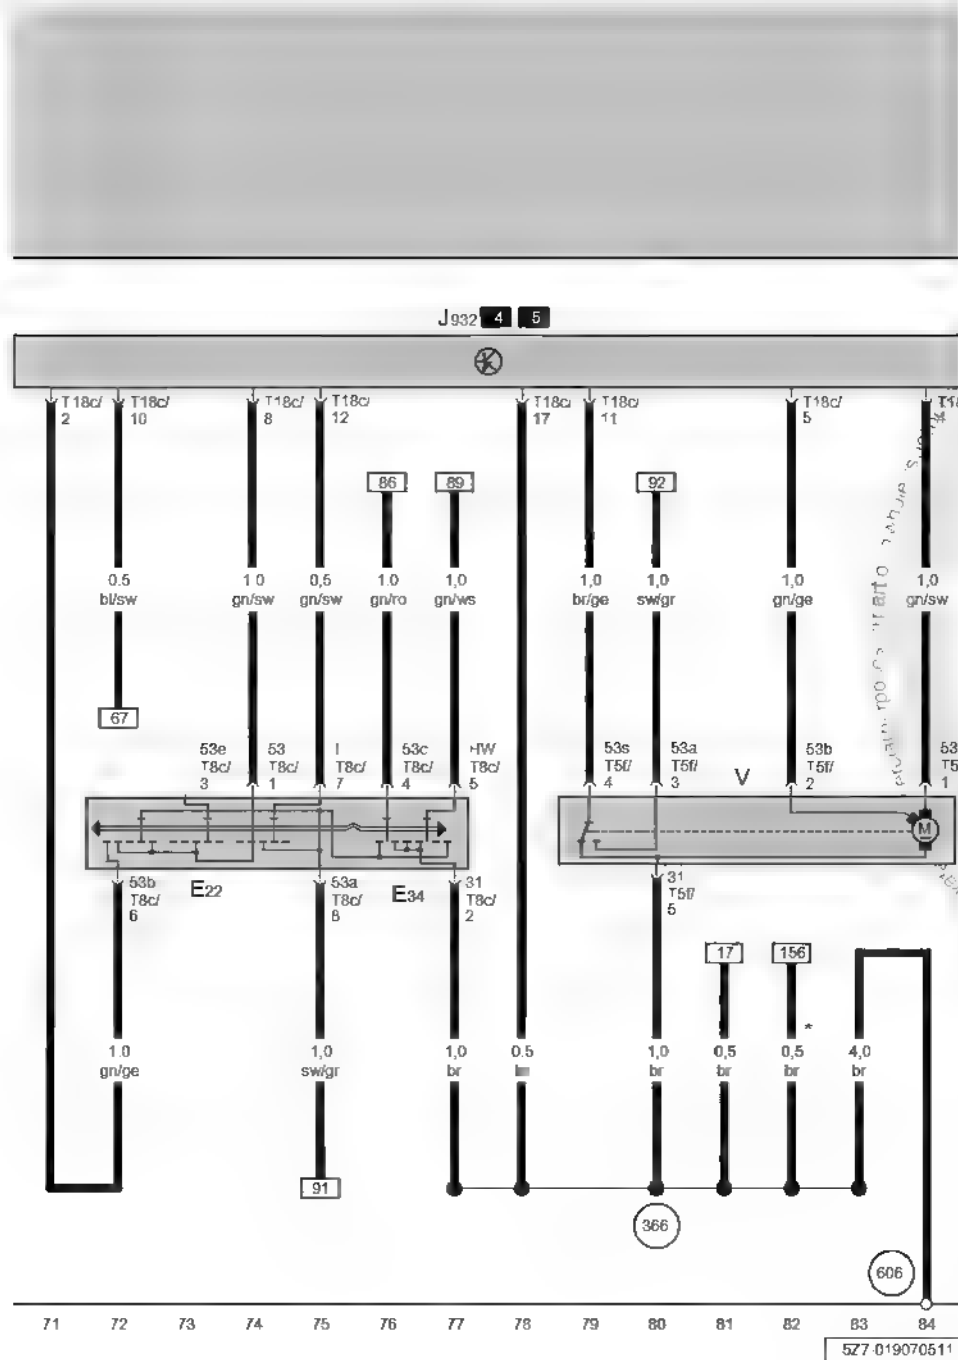 J932 4 5
T18c/ T18c/ T18c/ T18c/ T18c/ T18c/ T18c/
2 10 8 12 17 11 5 4
86 89 92
0.5 1.0 0,5 1.0 1,0 1,0 1,0 1,0 1,0
bl/sw gn/sw gn/sw gn/ro gn/ws br/ge sw/gr gn/ge gn/sw
67
53e 53 I 53c HW 53s 53a 53b 53
T8c/ T8c/ T8c/ T8c/ T8c/ T5f/ T5f/ T5f/ T5
3 1 7 4 5 4 3 2 1
V
M
53b 53a 31 31
T8c/ T8c/ T8c/ T5f/
6 8 2 5
E22 E34
17 156
*
1.0 1,0 1,0 0.5 1,0 0,5 0,5 4,0
gn/ge sw/gr br br br br br
91
366
606
71 72 73 74 75 76 77 78 79 80 81 82 83 84
5Z7-019070511